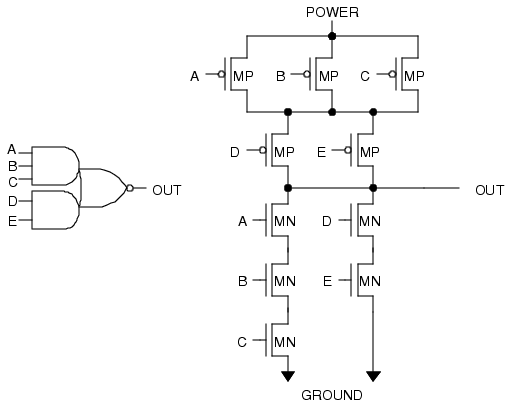 POWER
A MP B MP C MP
D MP E MP
A
B
C
D
E
OUT
OUT
A MN D MN
B MN E MN
C MN
GROUND